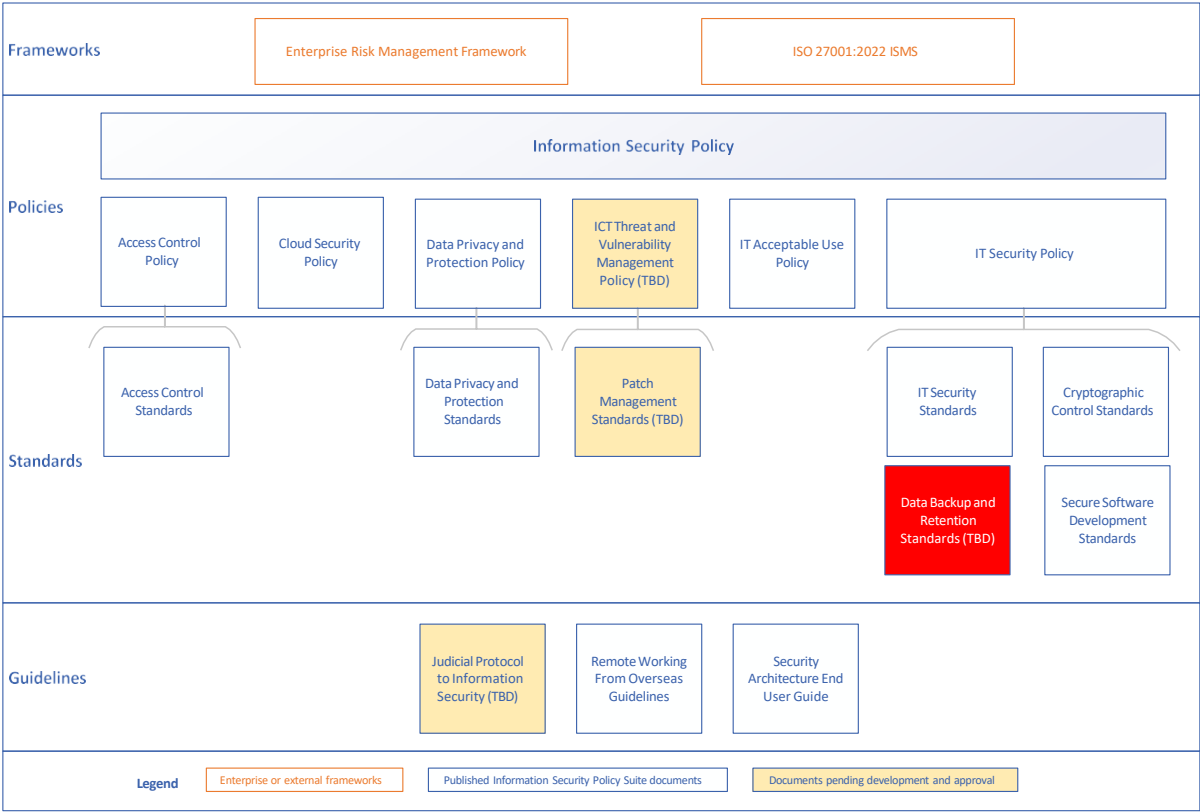 Frameworks
Enterprise Risk Management Framework
ISO 27001:2022 ISMS
Policies
Information Security Policy
Access Control
Policy
Cloud Security
Policy
Data Privacy and
Protection Policy
ICT Threat and
Vulnerability
Management
Policy (TBD)
IT Acceptable Use
Policy
IT Security Policy
Standards
Access Control
Standards
Data Privacy and
Protection
Standards
Patch
Management
Standards (TBD)
IT Security
Standards
Cryptographic
Control Standards
Data Backup and
Retention
Standards (TBD)
Secure Software
Development
Standards
Guidelines
Judicial Protocol
to Information
Security (TBD)
Remote Working
From Overseas
Guidelines
Security
Architecture End
User Guide
Legend
Enterprise or external frameworks
Published Information Security Policy Suite documents
Documents pending development and approval